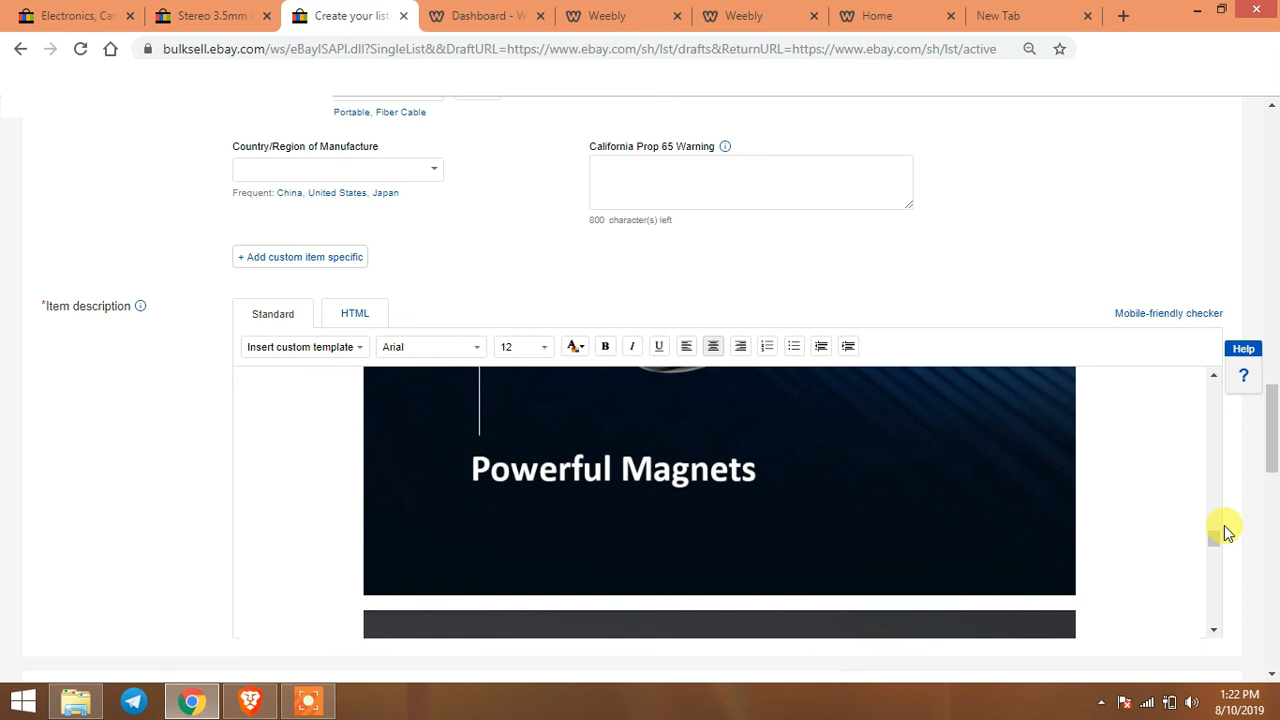 Electronics, Ca
Stereo 3.5mm
Create your list
Dashboard - W
Weebly
Weebly
Home
New Tab
bulksell.ebay.com/ws/eBayISAPI.dll?SingleList&&DraftURL=https://www.ebay.com/sh/lst/drafts&ReturnURL=https://www.ebay.com/sh/lst/active
Portable, Fiber Cable
Country/Region of Manufacture
California Prop 65 Warning
Frequent: China, United States, Japan
800 character(s) left
+ Add custom item specific
*Item description
Standard
HTML
Mobile-friendly checker
Insert custom template
Arial
12
A
B
I
U
Help
?
Powerful Magnets
1:22 PM
8/10/2019